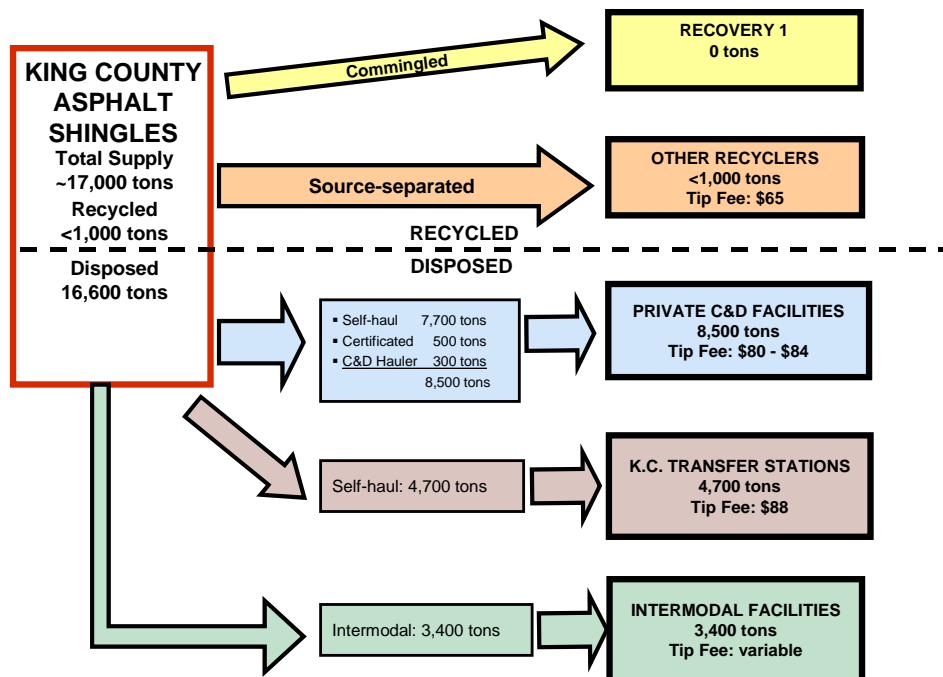 KING COUNTY
ASPHALT
SHINGLES
Total Supply
~17,000 tons
Recycled
<1,000 tons
Disposed
16,600 tons
Commingled
RECOVERY 1
0 tons
Source-separated
OTHER RECYCLERS
<1,000 tons
Tip Fee: $65
RECYCLED
DISPOSED
▪ Self-haul 7,700 tons
▪ Certificated 500 tons
▪ C&D Hauler 300 tons
8,500 tons
PRIVATE C&D FACILITIES
8,500 tons
Tip Fee: $80 - $84
Self-haul: 4,700 tons
K.C. TRANSFER STATIONS
4,700 tons
Tip Fee: $88
Intermodal: 3,400 tons
INTERMODAL FACILITIES
3,400 tons
Tip Fee: variable